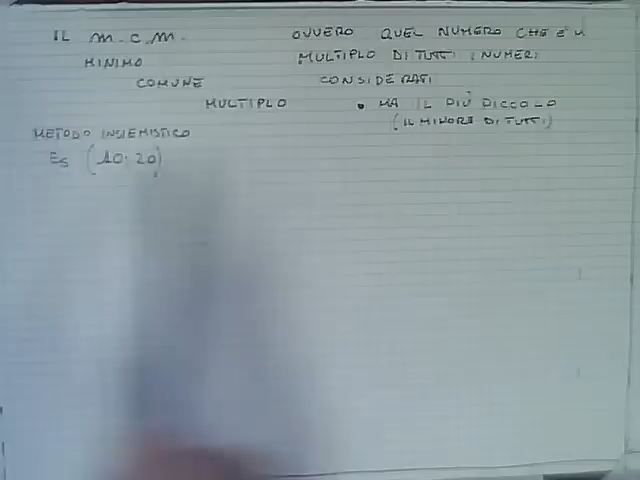 IL m.c.m.
MINIMO
COMUNE
MULTIPLO
OVVERO QUEL NUMERO CHE È
MULTIPLO DI TUTTI I NUMERI
CONSIDERATI
• MA IL PIÙ PICCOLO
(IL MINORE DI TUTTI)
METODO INSIEMISTICO
ES (10; 20)